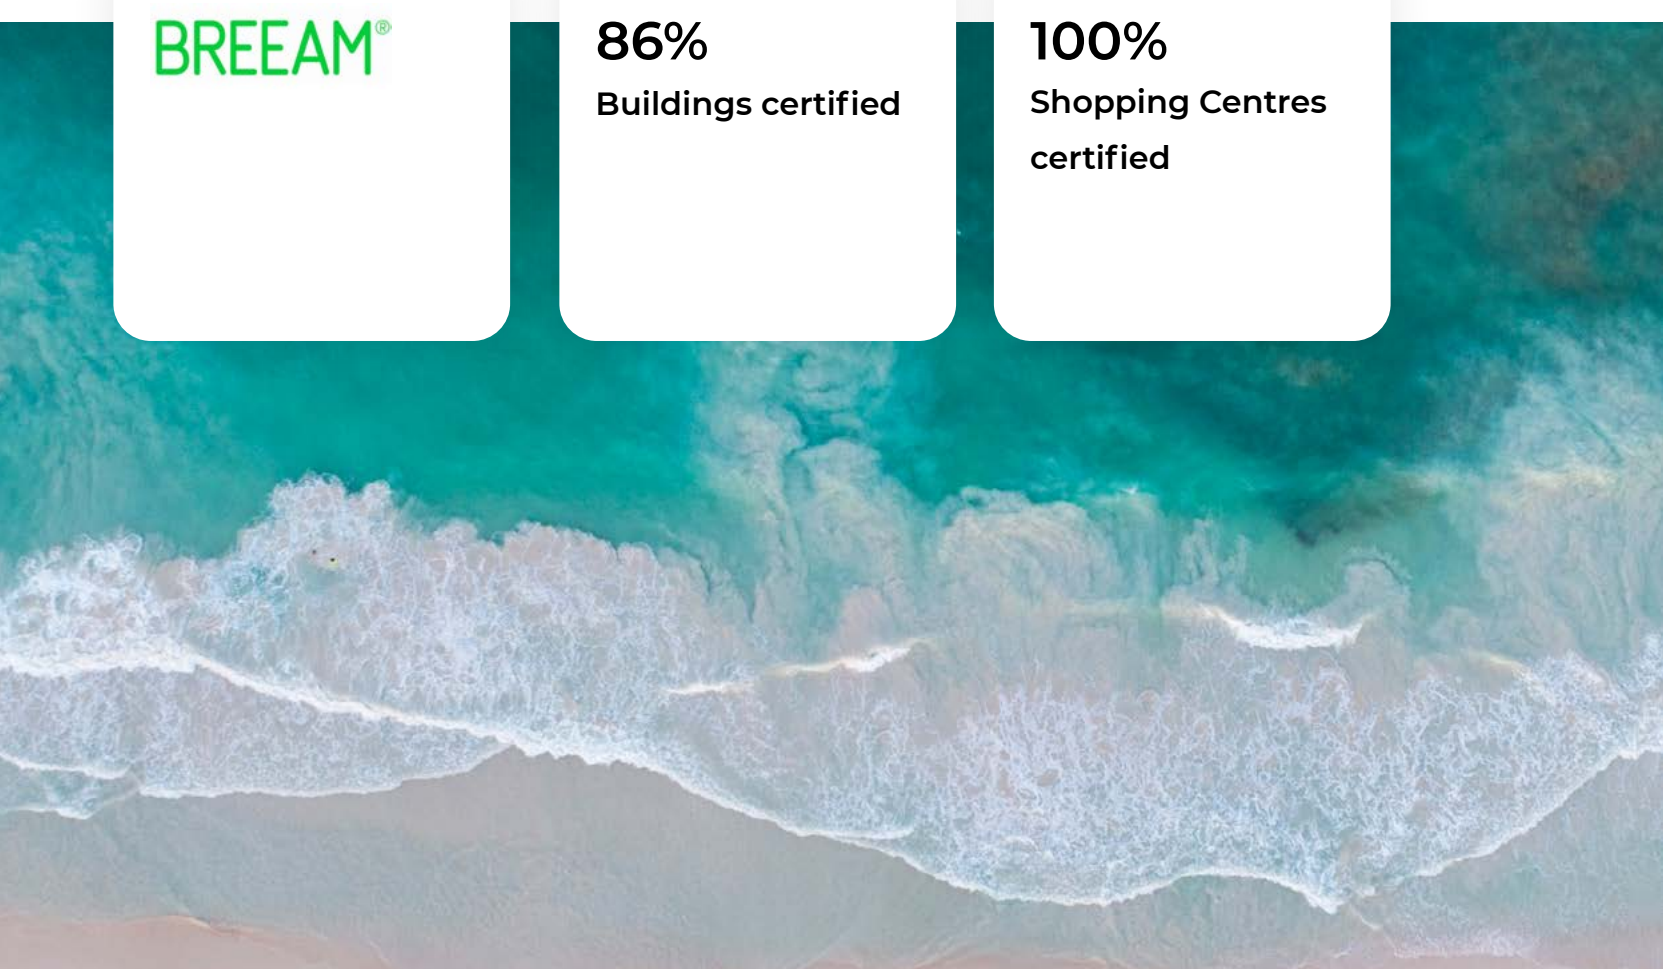 BREEAM®
86%
Buildings certified
100%
Shopping Centres
certified